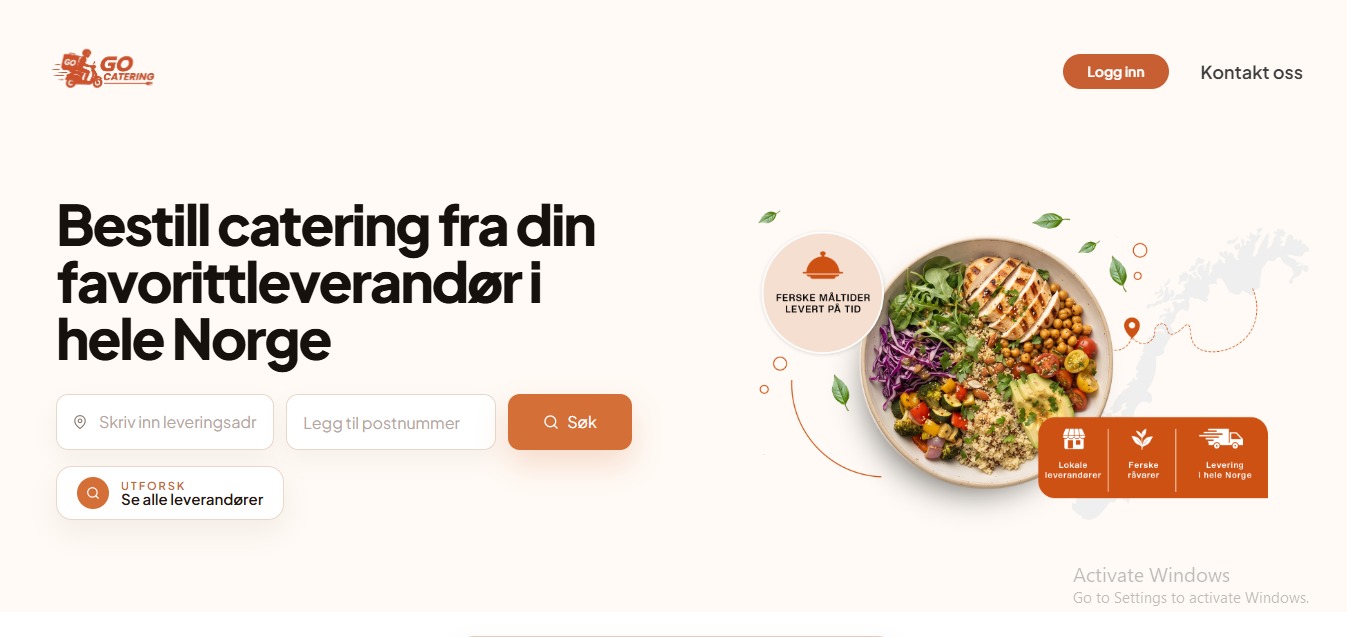 GO
GO
CATERING
Logg inn
Kontakt oss
Bestill catering fra din
favorittleverandør i
hele Norge
FERSKE MÅLTIDER
LEVERT PÅ TID
Skriv inn leveringsadr
Legg til postnummer
Søk
UTFORSK
Se alle leverandører
Lokale
leverandører
Ferske
råvarer
Levering
i hele Norge
Activate Windows
Go to Settings to activate Windows.